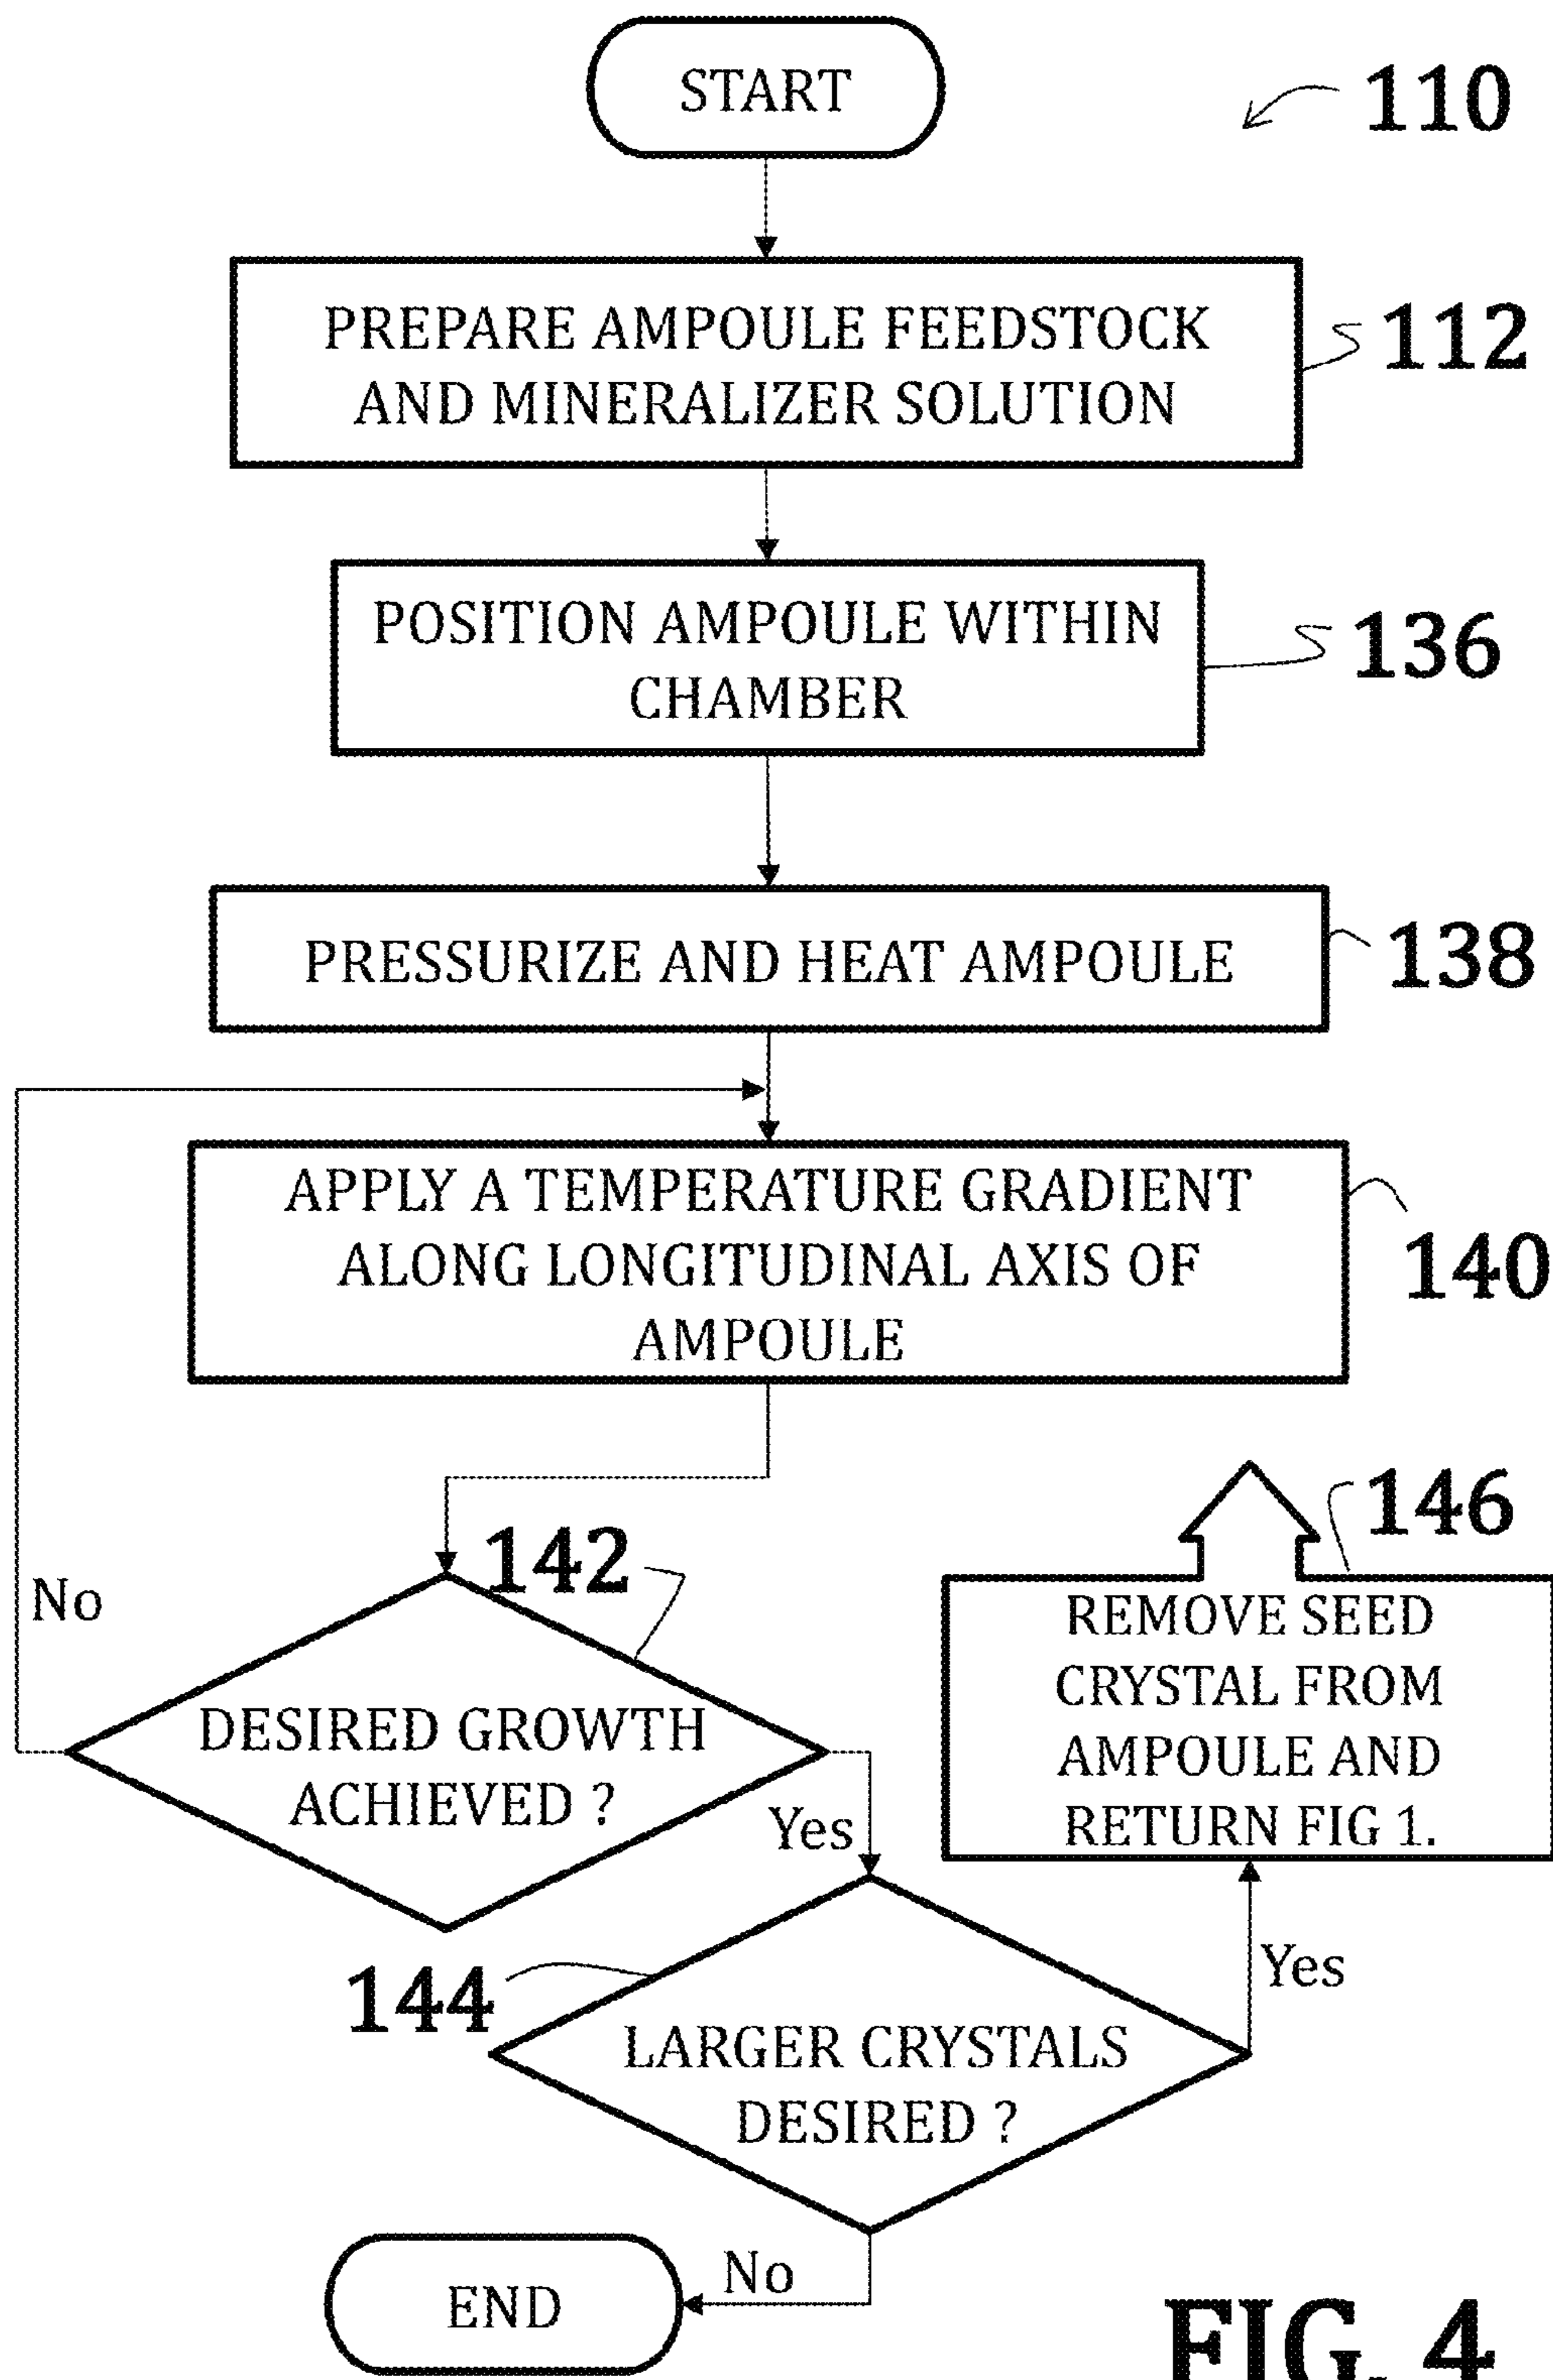 START
110
PREPARE AMPOULE FEEDSTOCK
AND MINERALIZER SOLUTION
112
POSITION AMPOULE WITHIN
CHAMBER
136
PRESSURIZE AND HEAT AMPOULE
138
APPLY A TEMPERATURE GRADIENT
ALONG LONGITUDINAL AXIS OF
AMPOULE
140
142
No
DESIRED GROWTH
ACHIEVED ?
Yes
146
REMOVE SEED
CRYSTAL FROM
AMPOULE AND
RETURN FIG 1.
144
Yes
LARGER CRYSTALS
DESIRED ?
No
END
FIG. 4